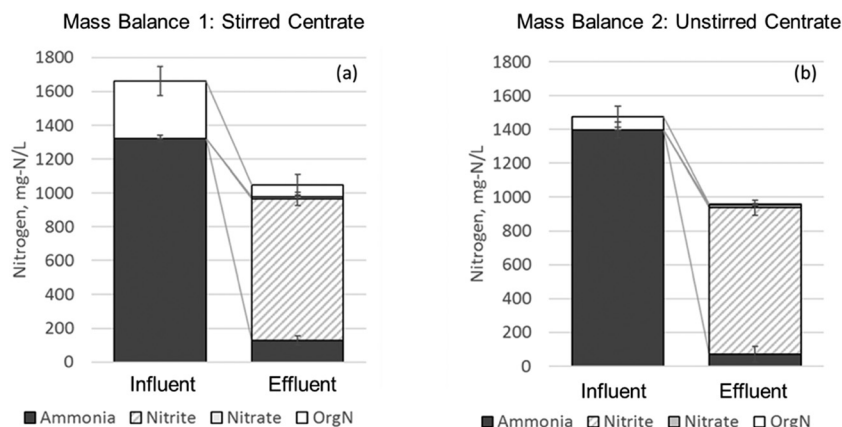 Mass Balance 1: Stirred Centrate
(a)
Nitrogen, mg-N/L
1800
1600
1400
1200
1000
800
600
400
200
0
Influent Effluent
Ammonia Nitrite Nitrate OrgN
Mass Balance 2: Unstirred Centrate
(b)
Nitrogen, mg-N/L
1800
1600
1400
1200
1000
800
600
400
200
0
Influent Effluent
Ammonia Nitrite Nitrate OrgN